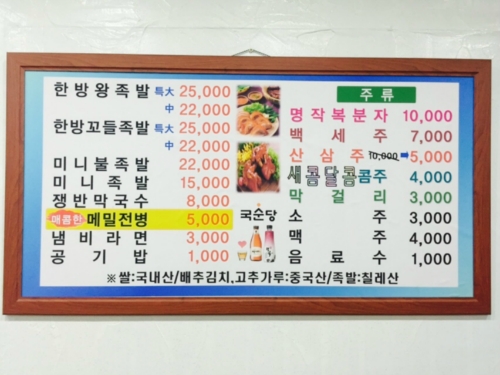 한방왕족발 특大 25,000
中 22,000
한방꼬들족발 특大 25,000
中 22,000
미니불족발 22,000
미니족발 15,000
쟁반막국수 8,000
매콤한 메밀전병 5,000
냄비라면 3,000
공기밥 1,000
국순당
주류
명작복분자 10,000
백세주 7,000
산삼주 10,000 ➡ 5,000
새콤달콤콤주 4,000
막걸리 3,000
소주 3,000
맥주 4,000
음료수 1,000
※쌀:국내산/배추김치,고추가루:중국산/족발:칠레산